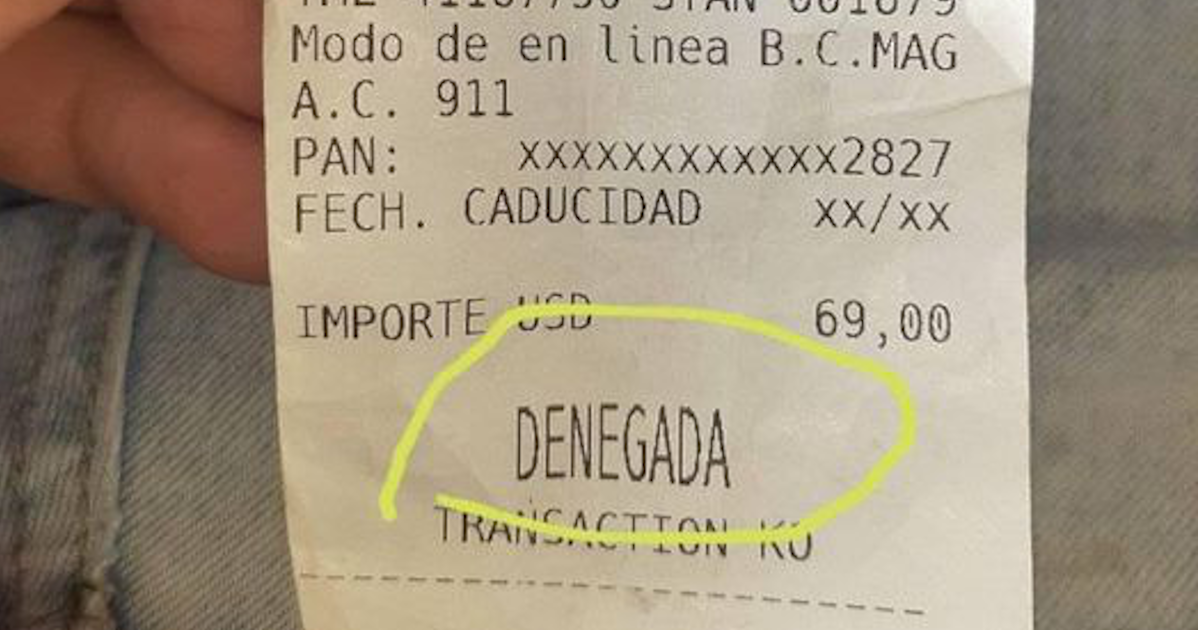 Modo de en linea B.C.MAG
A.C. 911
PAN: xxxxxxxxxxxx2827
FECH. CADUCIDAD xx/xx
IMPORTE USD 69,00
DENEGADA
TRANSACTION KO